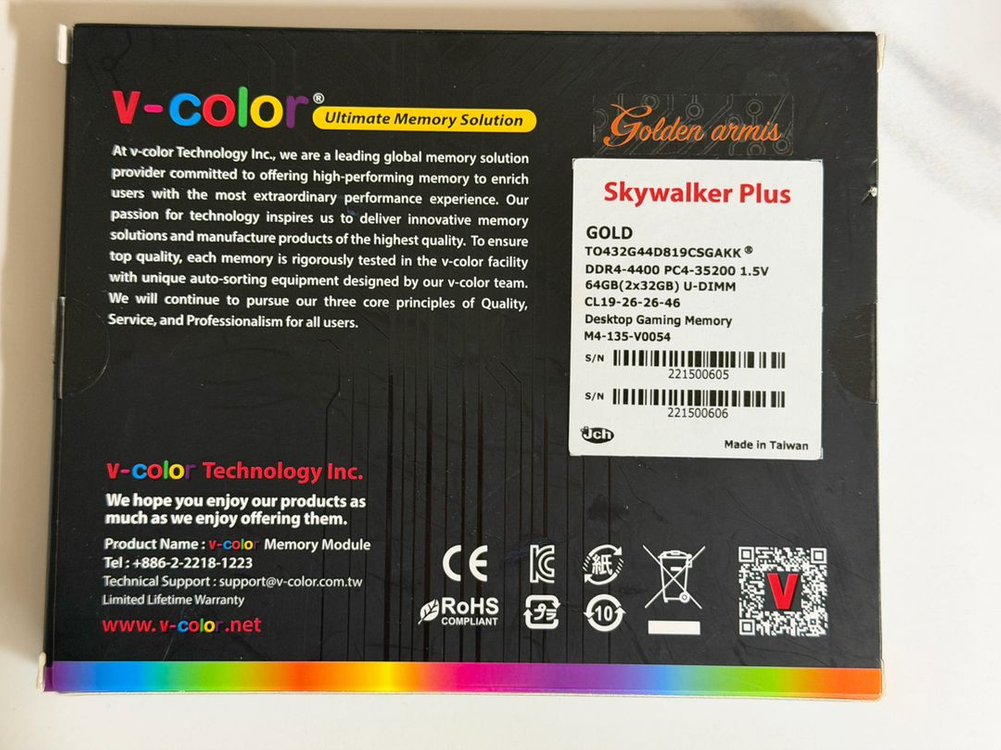 v-color®
Ultimate Memory Solution
At v-color Technology Inc., we are a leading global memory solution
provider committed to offering high-performing memory to enrich
users with the most extraordinary performance experience. Our
passion for technology inspires us to deliver innovative memory
solutions and manufacture products of the highest quality. To ensure
top quality, each memory is rigorously tested in the v-color facility
with unique auto-sorting equipment designed by our v-color team.
We will continue to pursue our three core principles of Quality,
Service, and Professionalism for all users.
Golden armis
Skywalker Plus
GOLD
TO432G44D819CSGAKK ®
DDR4-4400 PC4-35200 1.5V
64GB(2x32GB) U-DIMM
CL19-26-26-46
Desktop Gaming Memory
M4-135-V0054
S/N
221500605
S/N
221500606
Jch
Made in Taiwan
v-color Technology Inc.
We hope you enjoy our products as
much as we enjoy offering them.
Product Name : v-color Memory Module
Tel : +886-2-2218-1223
Technical Support : support@v-color.com.tw
Limited Lifetime Warranty
www.v-color.net
CE
紙
RoHS
COMPLIANT
プラ
10
V